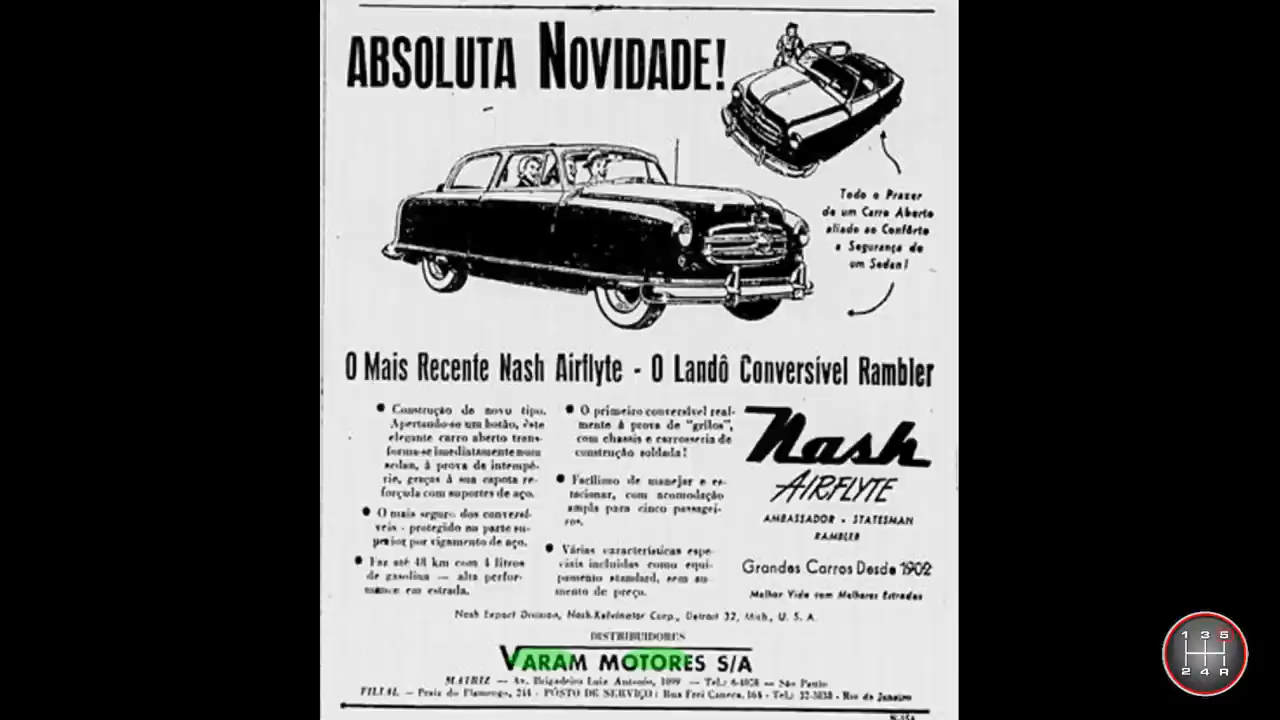 ABSOLUTA NOVIDADE!
Todo o Prazer
de um Carro Aberto
aliado ao Confôrto
e Segurança de
um Sedan!
O Mais Recente Nash Airflyte - O Landô Conversível Rambler
● Construção de novo tipo.
Apertando-se um botão, êste
elegante carro aberto trans-
forma-se imediatamente num
sedan, à prova de intempé-
rie, graças à sua capota re-
forçada com suportes de aço.
● O mais seguro dos conversí-
veis - protegido na parte su-
perior por vigamento de aço.
● Faz até 48 km com 4 litros
de gasolina — alta perfor-
mance em estrada.
● O primeiro conversível real-
mente à prova de "grilos",
com chassis e carrosseria de
construção soldada!
● Facílimo de manejar e es-
tacionar, com acomodação
ampla para cinco passagei-
ros.
● Várias características espe-
ciais incluídas como equi-
pamento standard, sem au-
mento de preço.
Nash
AIRFLYTE
AMBASSADOR - STATESMAN
RAMBLER
Grandes Carros Desde 1902
Melhor Vida com Melhores Estradas
Nash Export Division, Nash-Kelvinator Corp., Detroit 32, Mich., U. S. A.
DISTRIBUIDORES
VARAM MOTORES S/A
MATRIZ — Av. Brigadeiro Luiz Antonio, 1099 — Tel.: — São Paulo
FILIAL — Praia do Flamengo, 244 - PÔSTO DE SERVIÇO: Rua Frei Caneca, 164 - Tel.: 32-3838 - Rio de Janeiro
1 3 5
2 4 R